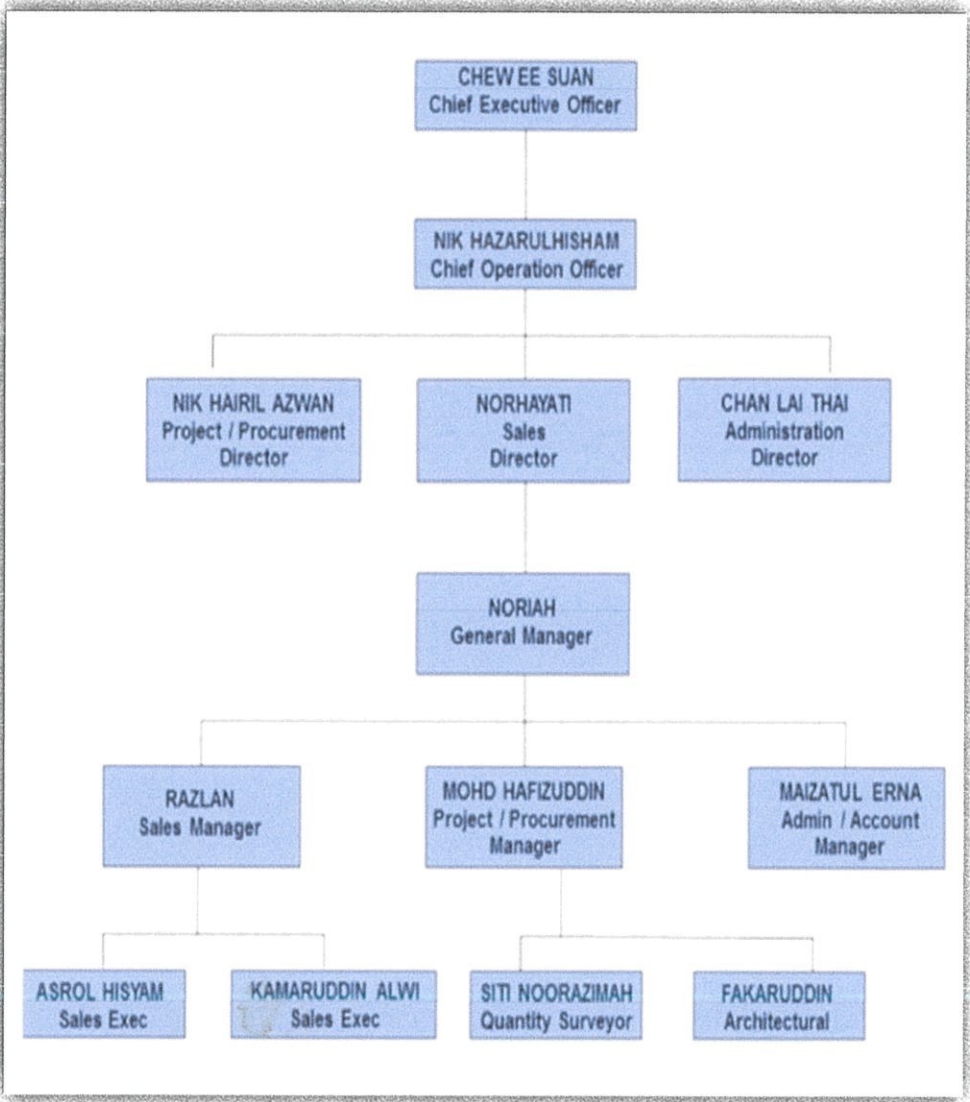 CHEW EE SUAN
Chief Executive Officer
NIK HAZARULHISHAM
Chief Operation Officer
NIK HAIRIL AZWAN
Project / Procurement
Director
NORHAYATI
Sales
Director
CHAN LAI THAI
Administration
Director
NORIAH
General Manager
RAZLAN
Sales Manager
MOHD HAFIZUDDIN
Project / Procurement
Manager
MAIZATUL ERNA
Admin / Account
Manager
ASROL HISYAM
Sales Exec
KAMARUDDIN ALWI
Sales Exec
SITI NOORAZIMAH
Quantity Surveyor
FAKARUDDIN
Architectural